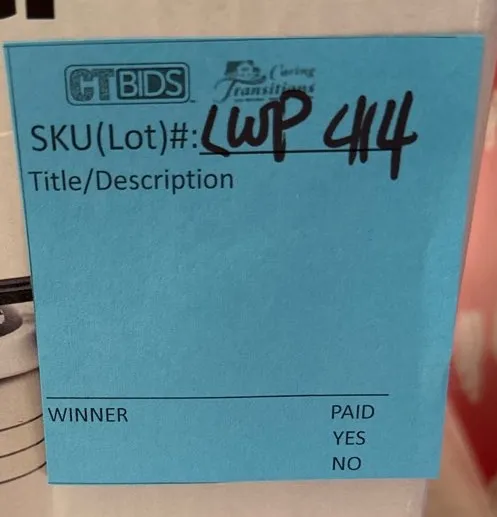 CTBIDS
Caring
Transitions
SKU(Lot)#: LWP 414
Title/Description
WINNER PAID
YES
NO